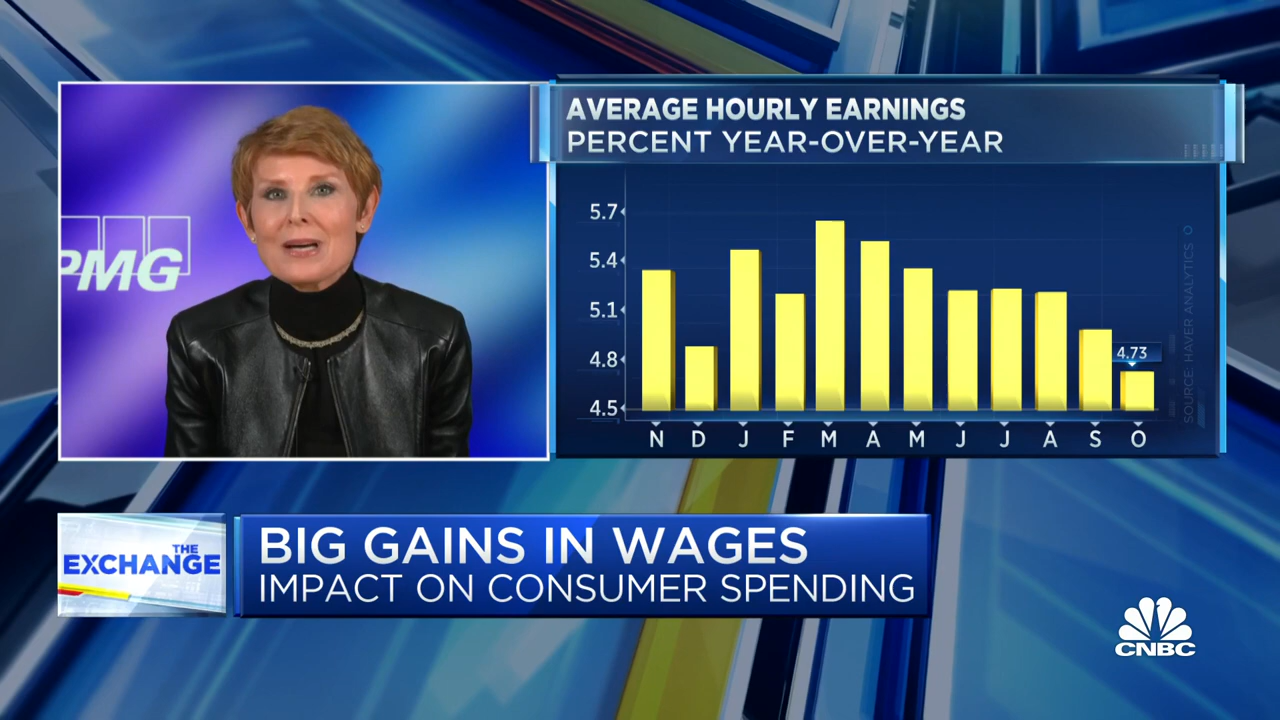 PMG
AVERAGE HOURLY EARNINGS
PERCENT YEAR-OVER-YEAR
5.7
5.4
5.1
4.8
4.5
4.73
N D J F M A M J J A S O
SOURCE: HAVER ANALYTICS
THE
EXCHANGE
BIG GAINS IN WAGES
IMPACT ON CONSUMER SPENDING
CNBC